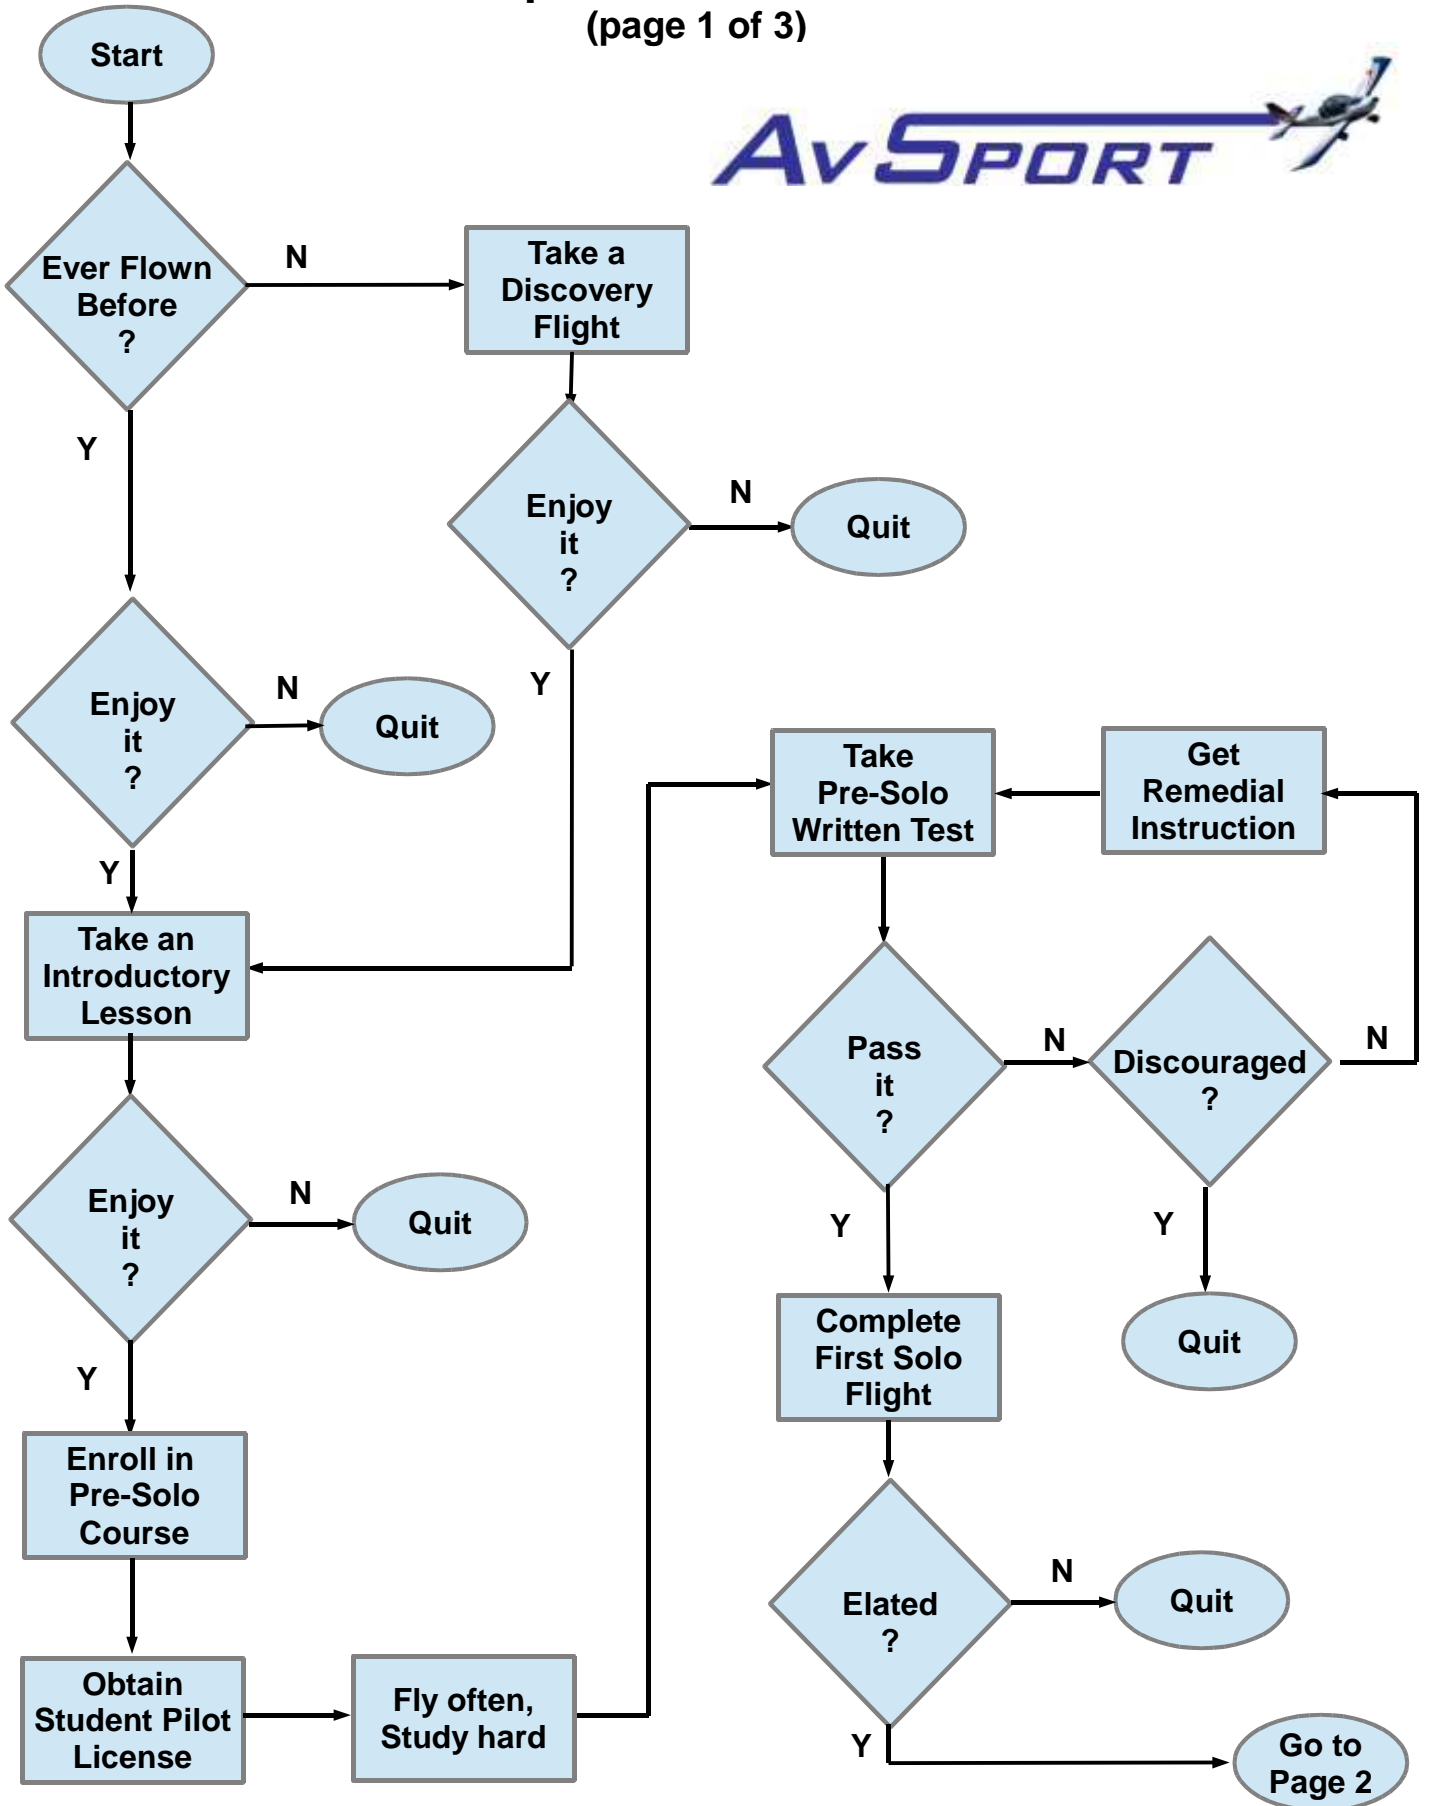 (page 1 of 3)
Start
AvSport
Ever Flown
Before
?
N
Take a
Discovery
Flight
Y
Enjoy
it
?
N
Quit
Y
Enjoy
it
?
N
Quit
Y
Take an
Introductory
Lesson
Enjoy
it
?
N
Quit
Y
Enroll in
Pre-Solo
Course
Obtain
Student Pilot
License
Fly often,
Study hard
Take
Pre-Solo
Written Test
Get
Remedial
Instruction
Pass
it
?
N
Discouraged
?
N
Y
Quit
Y
Complete
First Solo
Flight
Elated
?
N
Quit
Y
Go to
Page 2